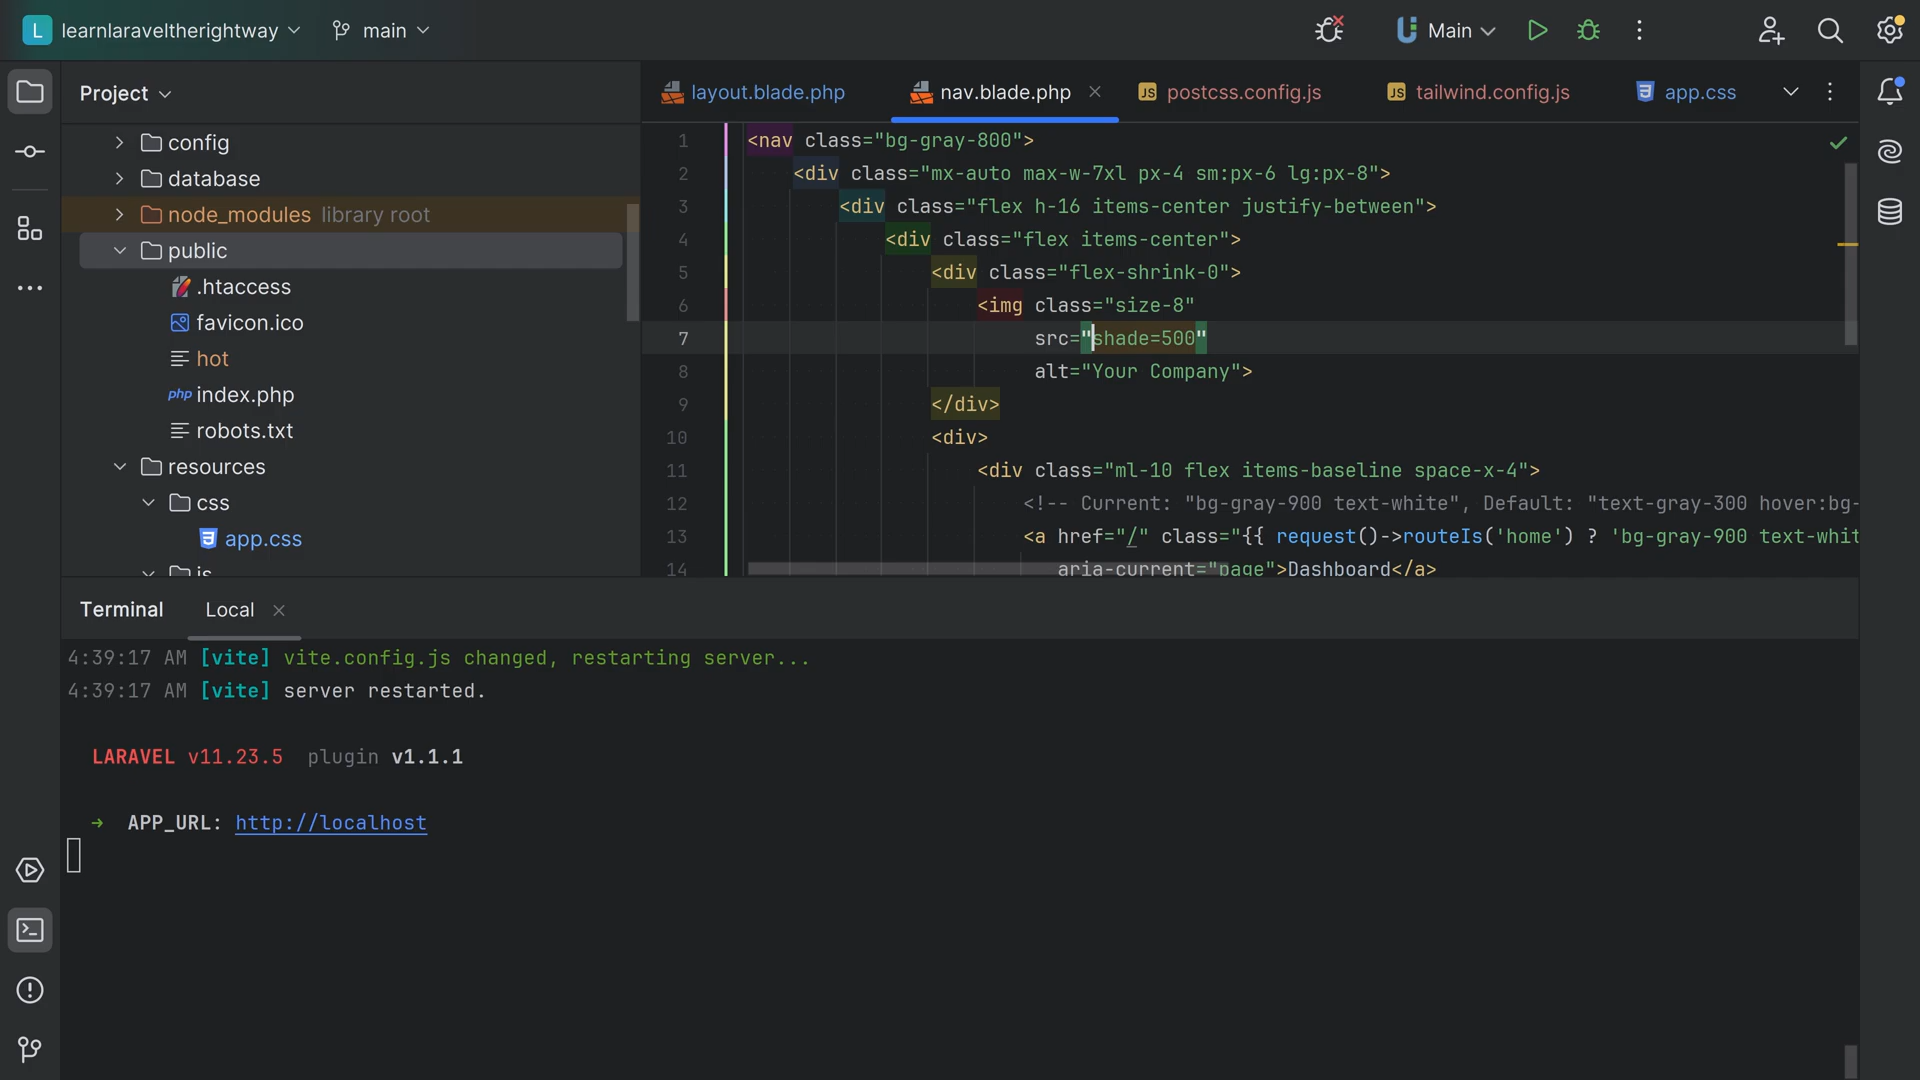 L learnlaraveltherightway main Main
Project
config
database
node_modules library root
public
.htaccess
favicon.ico
hot
php index.php
robots.txt
resources
css
app.css
js
layout.blade.php nav.blade.php JS postcss.config.js JS tailwind.config.js app.css
1 <nav class="bg-gray-800">
2 <div class="mx-auto max-w-7xl px-4 sm:px-6 lg:px-8">
3 <div class="flex h-16 items-center justify-between">
4 <div class="flex items-center">
5 <div class="flex-shrink-0">
6 <img class="size-8"
7 src="shade=500"
8 alt="Your Company">
9 </div>
10 <div>
11 <div class="ml-10 flex items-baseline space-x-4">
12 <!-- Current: "bg-gray-900 text-white", Default: "text-gray-300 hover:bg-
13 <a href="/" class="{{ request()->routeIs('home') ? 'bg-gray-900 text-whit
14 aria-current="page">Dashboard</a>
Terminal Local
4:39:17 AM [vite] vite.config.js changed, restarting server...
4:39:17 AM [vite] server restarted.
LARAVEL v11.23.5 plugin v1.1.1
➜ APP_URL: http://localhost